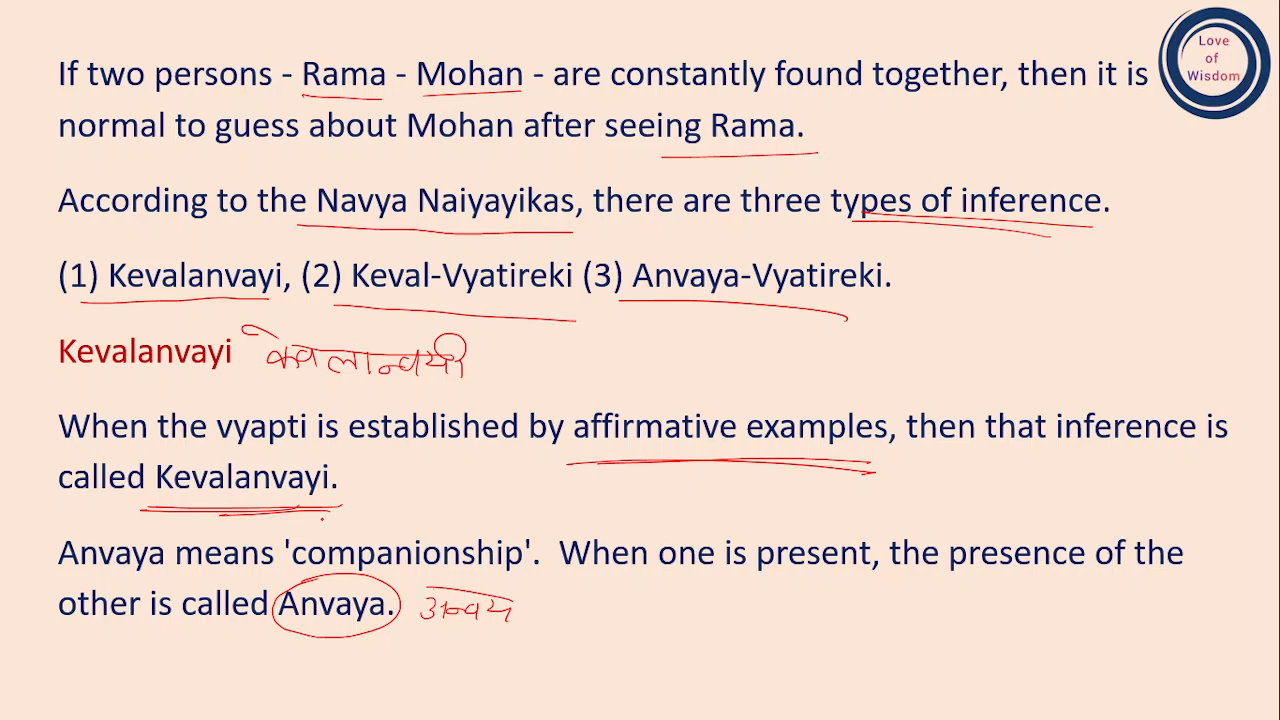 Love
of
Wisdom
If two persons - Rama - Mohan - are constantly found together, then it is
normal to guess about Mohan after seeing Rama.
According to the Navya Naiyayikas, there are three types of inference.
(1) Kevalanvayi, (2) Keval-Vyatireki (3) Anvaya-Vyatireki.
Kevalanvayi केवलान्वयी
When the vyapti is established by affirmative examples, then that inference is
called Kevalanvayi.
Anvaya means 'companionship'. When one is present, the presence of the
other is called Anvaya. अन्वय